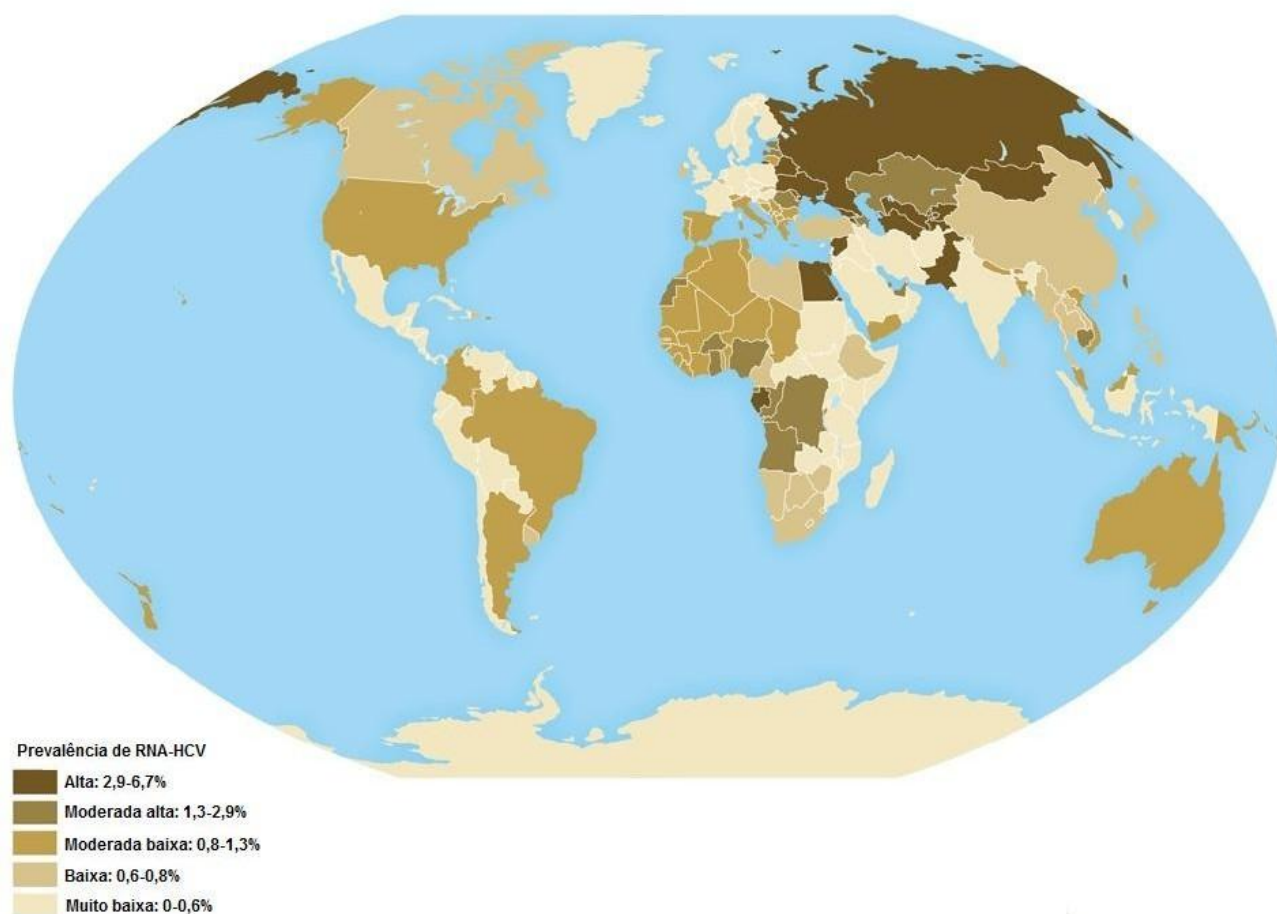 Prevalência de RNA-HCV
Alta: 2,9-6,7%
Moderada alta: 1,3-2,9%
Moderada baixa: 0,8-1,3%
Baixa: 0,6-0,8%
Muito baixa: 0-0,6%